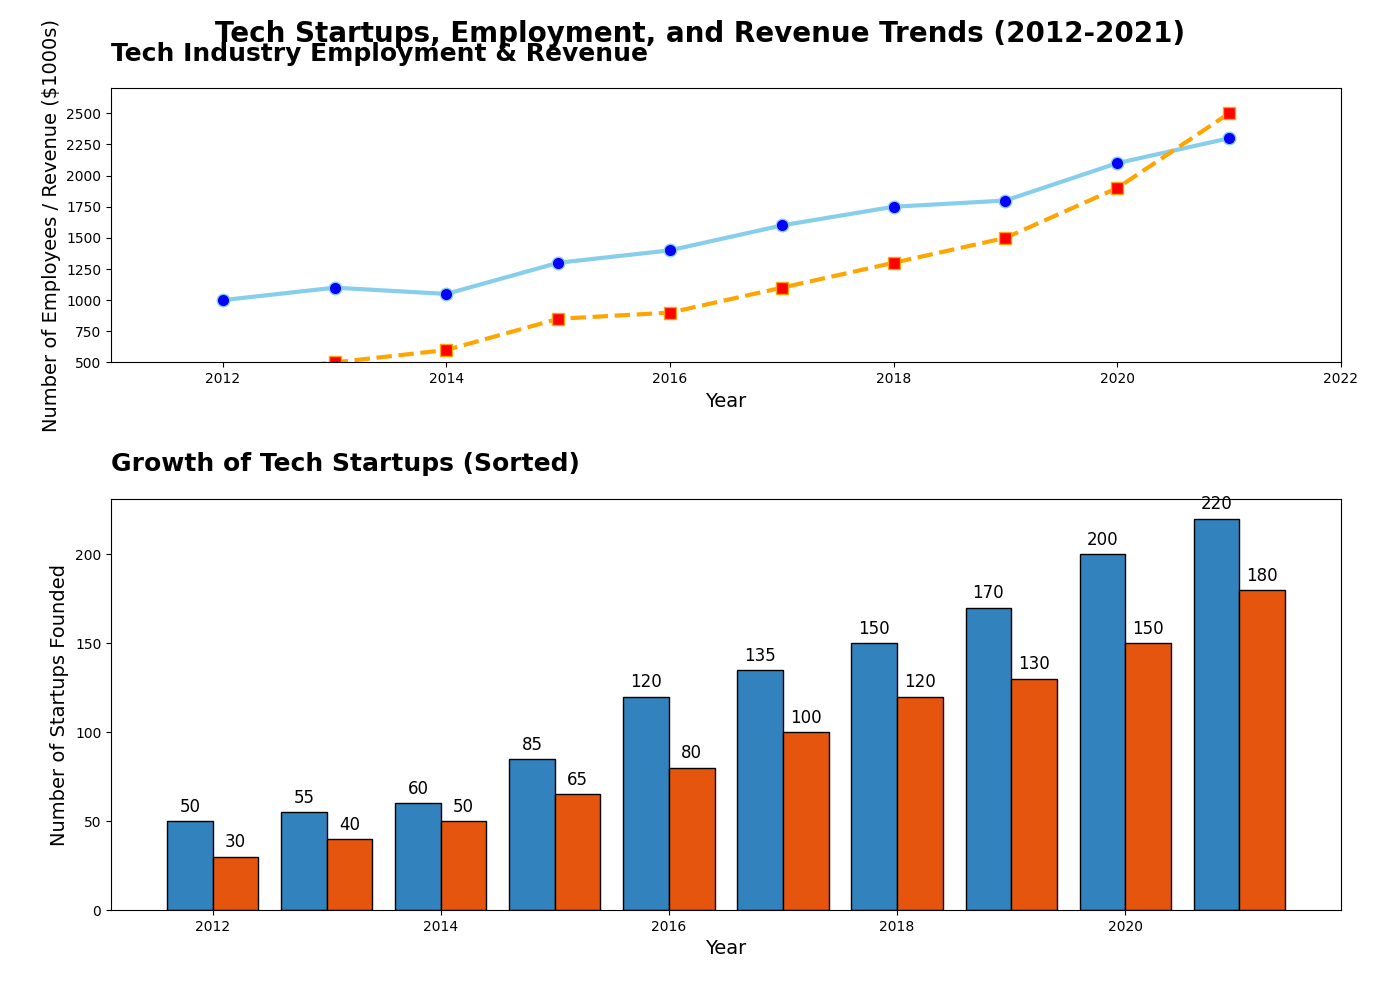 Tech Startups, Employment, and Revenue Trends (2012-2021)
Tech Industry Employment & Revenue
Number of Employees / Revenue ($1000s)
2500
2250
2000
1750
1500
1250
1000
750
500
2012 2014 2016 2018 2020 2022
Year
Growth of Tech Startups (Sorted)
Number of Startups Founded
200
150
100
50
0
50 30 55 40 60 50 85 65 120 80 135 100 150 120 170 130 200 150 220 180
2012 2014 2016 2018 2020
Year